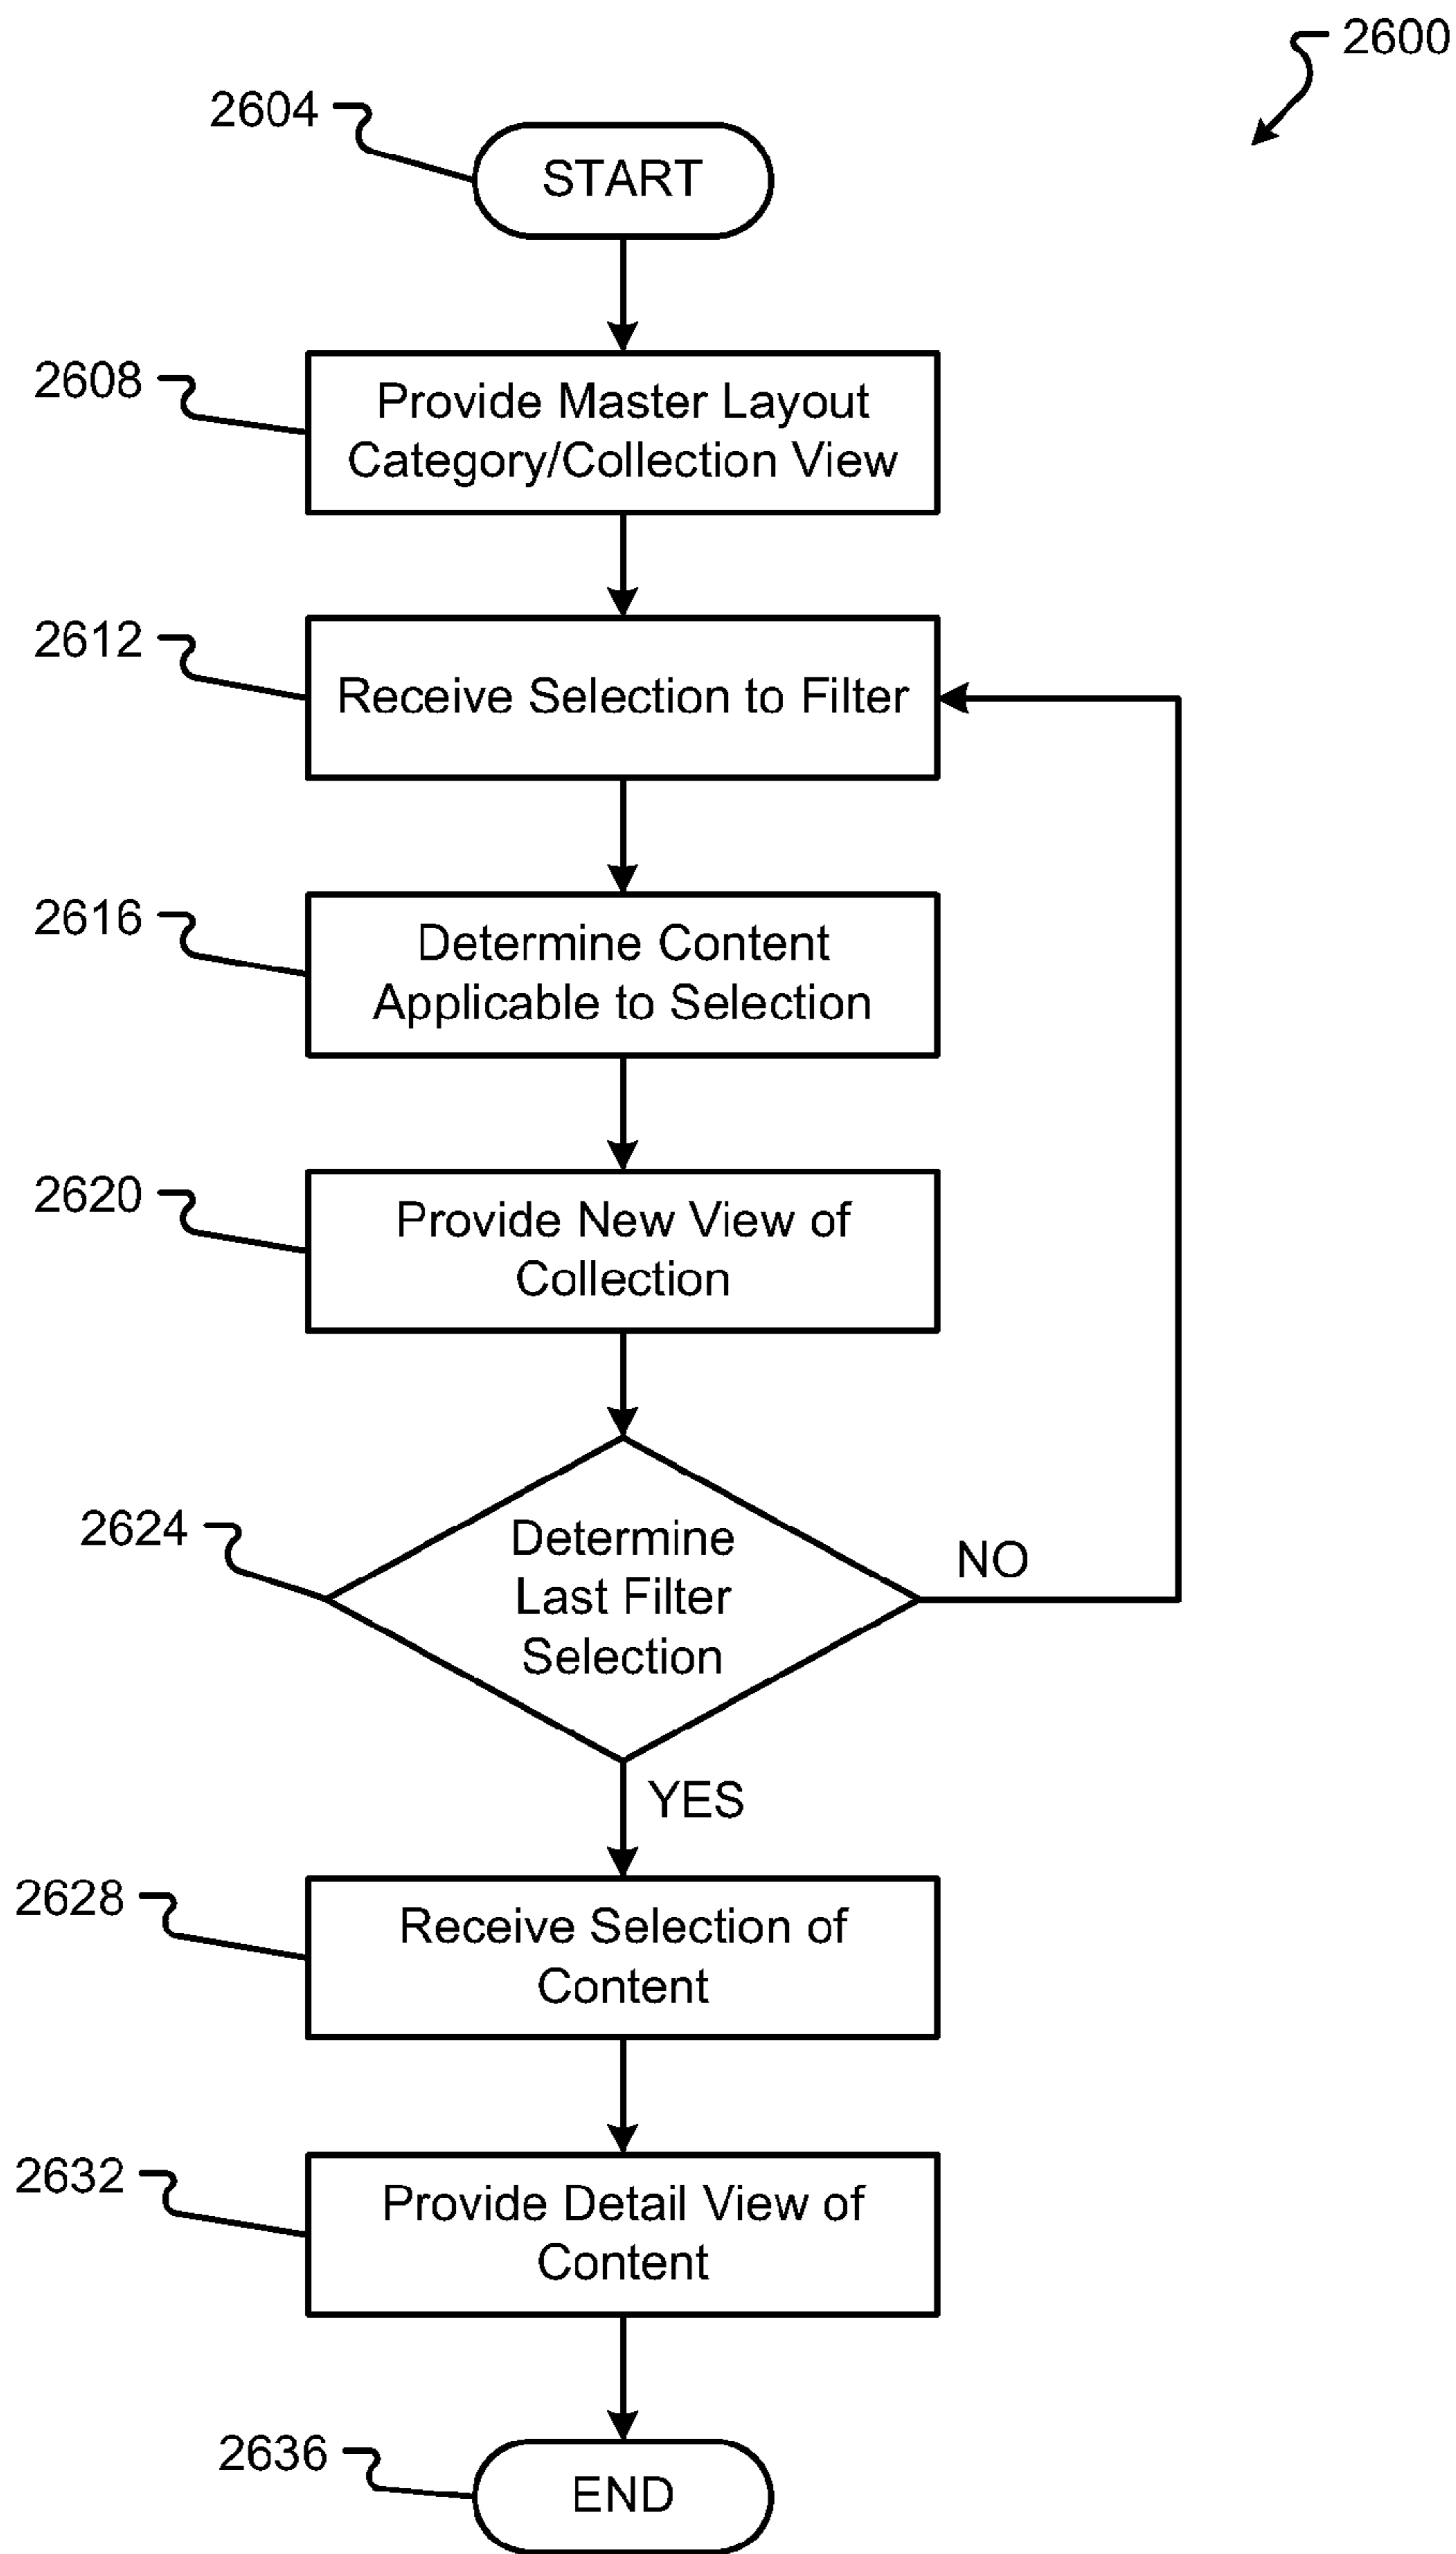 2600
2604
START
2608
Provide Master Layout
Category/Collection View
2612
Receive Selection to Filter
2616
Determine Content
Applicable to Selection
2620
Provide New View of
Collection
2624
Determine
Last Filter
Selection
NO
YES
2628
Receive Selection of
Content
2632
Provide Detail View of
Content
2636
END